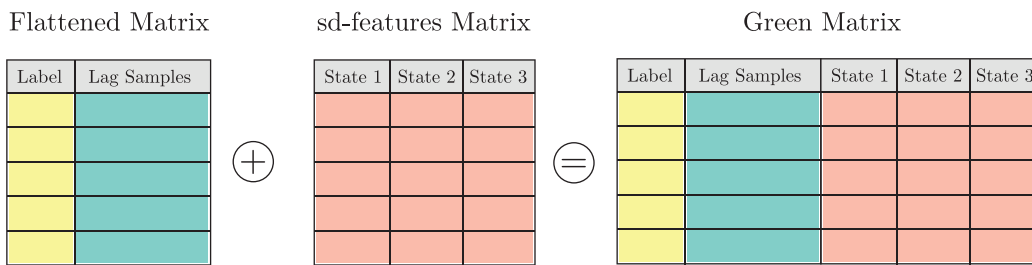 Flattened Matrix
sd-features Matrix
Green Matrix
Label Lag Samples
State 1 State 2 State 3
Label Lag Samples State 1 State 2 State 3
+
=